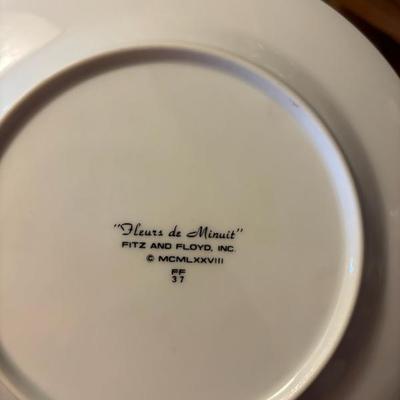 "Fleurs de Minuit"
FITZ AND FLOYD, INC.
© MCMLXXVIII
FF
37